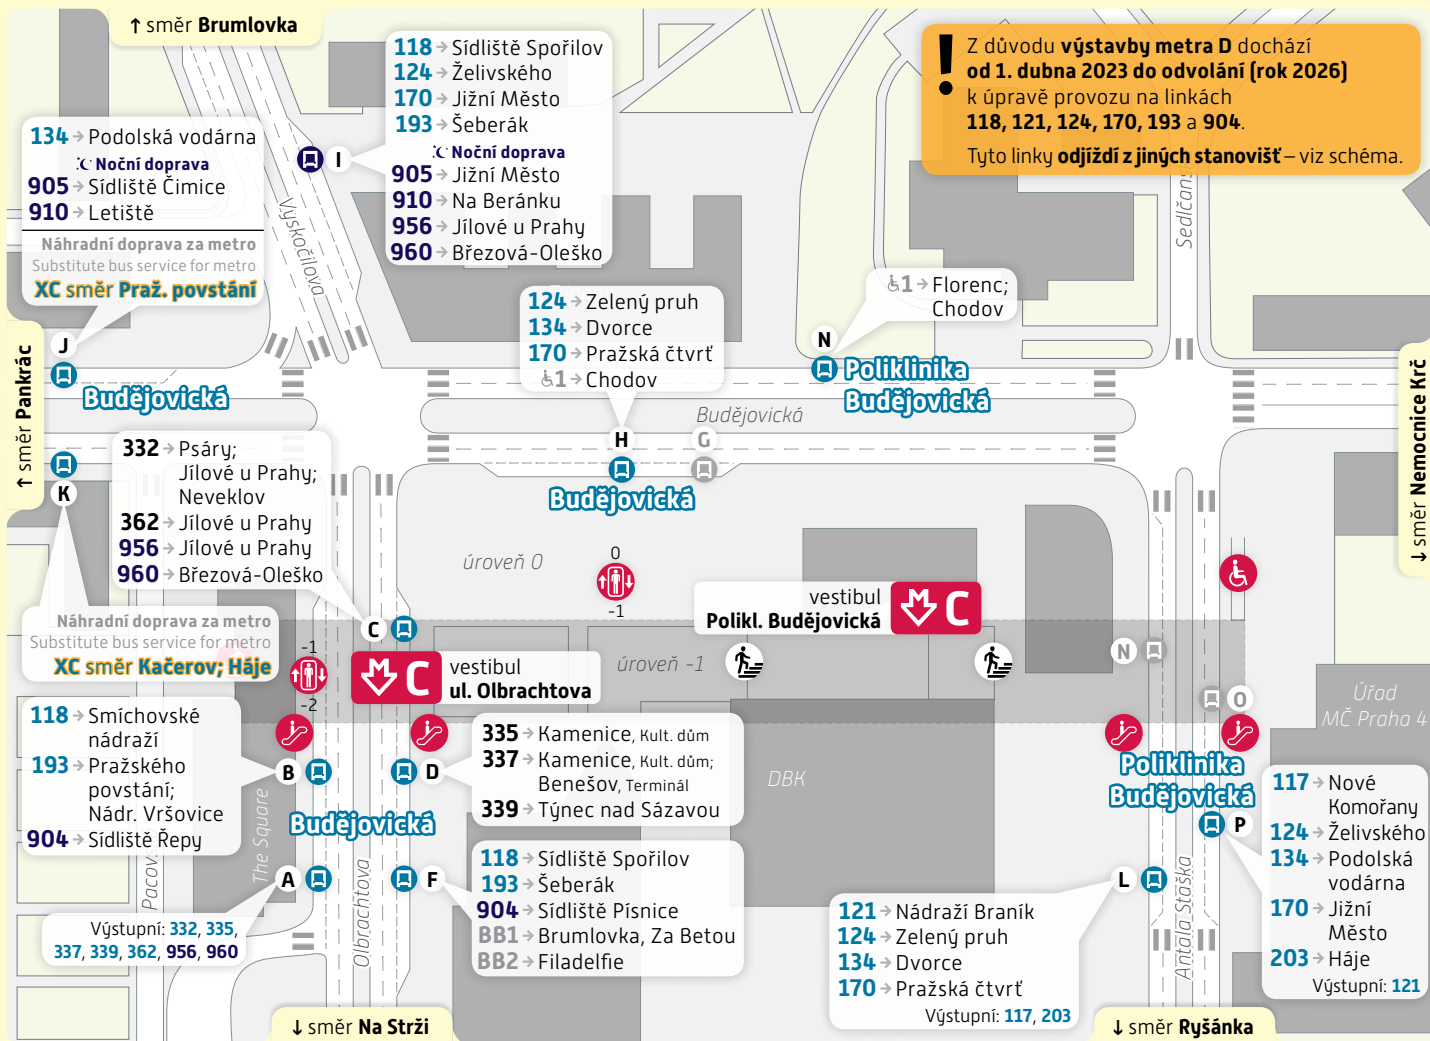 ↑ směr Brumlovka
118 → Sídliště Spořilov
124 → Želivského
170 → Jižní Město
193 → Šeberák
Noční doprava
905 → Jižní Město
910 → Na Beránku
956 → Jílové u Prahy
960 → Březová-Oleško
I
! Z důvodu výstavby metra D dochází
od 1. dubna 2023 do odvolání (rok 2026)
k úpravě provozu na linkách
118, 121, 124, 170, 193 a 904.
Tyto linky odjíždí z jiných stanovišť – viz schéma.
134 → Podolská vodárna
Noční doprava
905 → Sídliště Čimice
910 → Letiště
Náhradní doprava za metro
Substitute bus service for metro
XC směr Praž. povstání
J
Budějovická
Vyskočilova
Sedlčans
124 → Zelený pruh
134 → Dvorce
170 → Pražská čtvrť
1 → Chodov
1 → Florenc;
Chodov
N
Poliklinika
Budějovická
↑ směr Pankrác
↓ směr Nemocnice Krč
Budějovická
H
G
Budějovická
332 → Psáry;
Jílové u Prahy;
Neveklov
362 → Jílové u Prahy
956 → Jílové u Prahy
960 → Březová-Oleško
K
Náhradní doprava za metro
Substitute bus service for metro
XC směr Kačerov; Háje
úroveň 0
0
-1
vestibul
Polikl. Budějovická
C
C
-1
-2
C
vestibul
ul. Olbrachtova
úroveň -1
N
O
Úřad
MČ Praha 4
118 → Smíchovské
nádraží
193 → Pražského
povstání;
Nádr. Vršovice
904 → Sídliště Řepy
B
D
335 → Kamenice, Kult. dům
337 → Kamenice, Kult. dům;
Benešov, Terminál
339 → Týnec nad Sázavou
DBK
Poliklinika
Budějovická
P
117 → Nové
Komořany
124 → Želivského
134 → Podolská
vodárna
170 → Jižní
Město
203 → Háje
Výstupní: 121
Budějovická
The Square
Pacovs
A
Výstupní: 332, 335,
337, 339, 362, 956, 960
Olbrachtova
F
118 → Sídliště Spořilov
193 → Šeberák
904 → Sídliště Písnice
BB1 → Brumlovka, Za Betou
BB2 → Filadelfie
L
121 → Nádraží Braník
124 → Zelený pruh
134 → Dvorce
170 → Pražská čtvrť
Výstupní: 117, 203
Antala Staška
↓ směr Na Strži
↓ směr Ryšánka